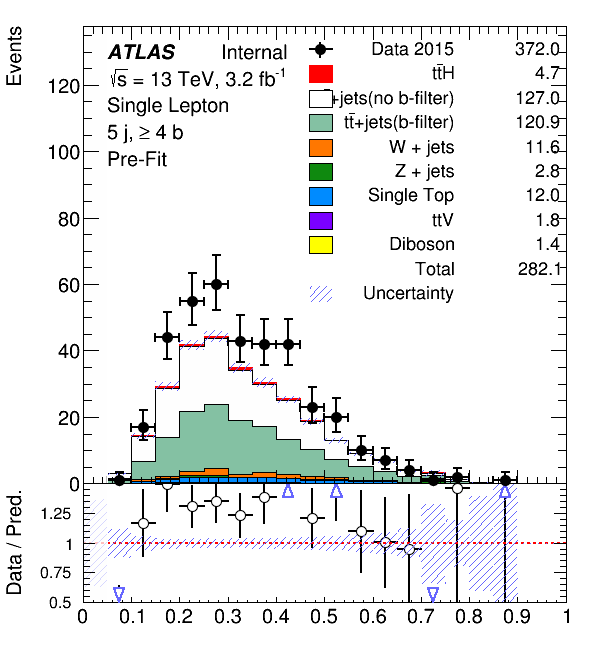 ATLAS Internal
√s = 13 TeV, 3.2 fb⁻¹
Single Lepton
5 j, ≥ 4 b
Pre-Fit
Data 2015 372.0
tt̄H 4.7
+jets(no b-filter) 127.0
tt̄+jets(b-filter) 120.9
W + jets 11.6
Z + jets 2.8
Single Top 12.0
ttV 1.8
Diboson 1.4
Total 282.1
Uncertainty
Events
120
100
80
60
40
20
0
Data / Pred.
1.25
1
0.75
0.5
0 0.1 0.2 0.3 0.4 0.5 0.6 0.7 0.8 0.9 1